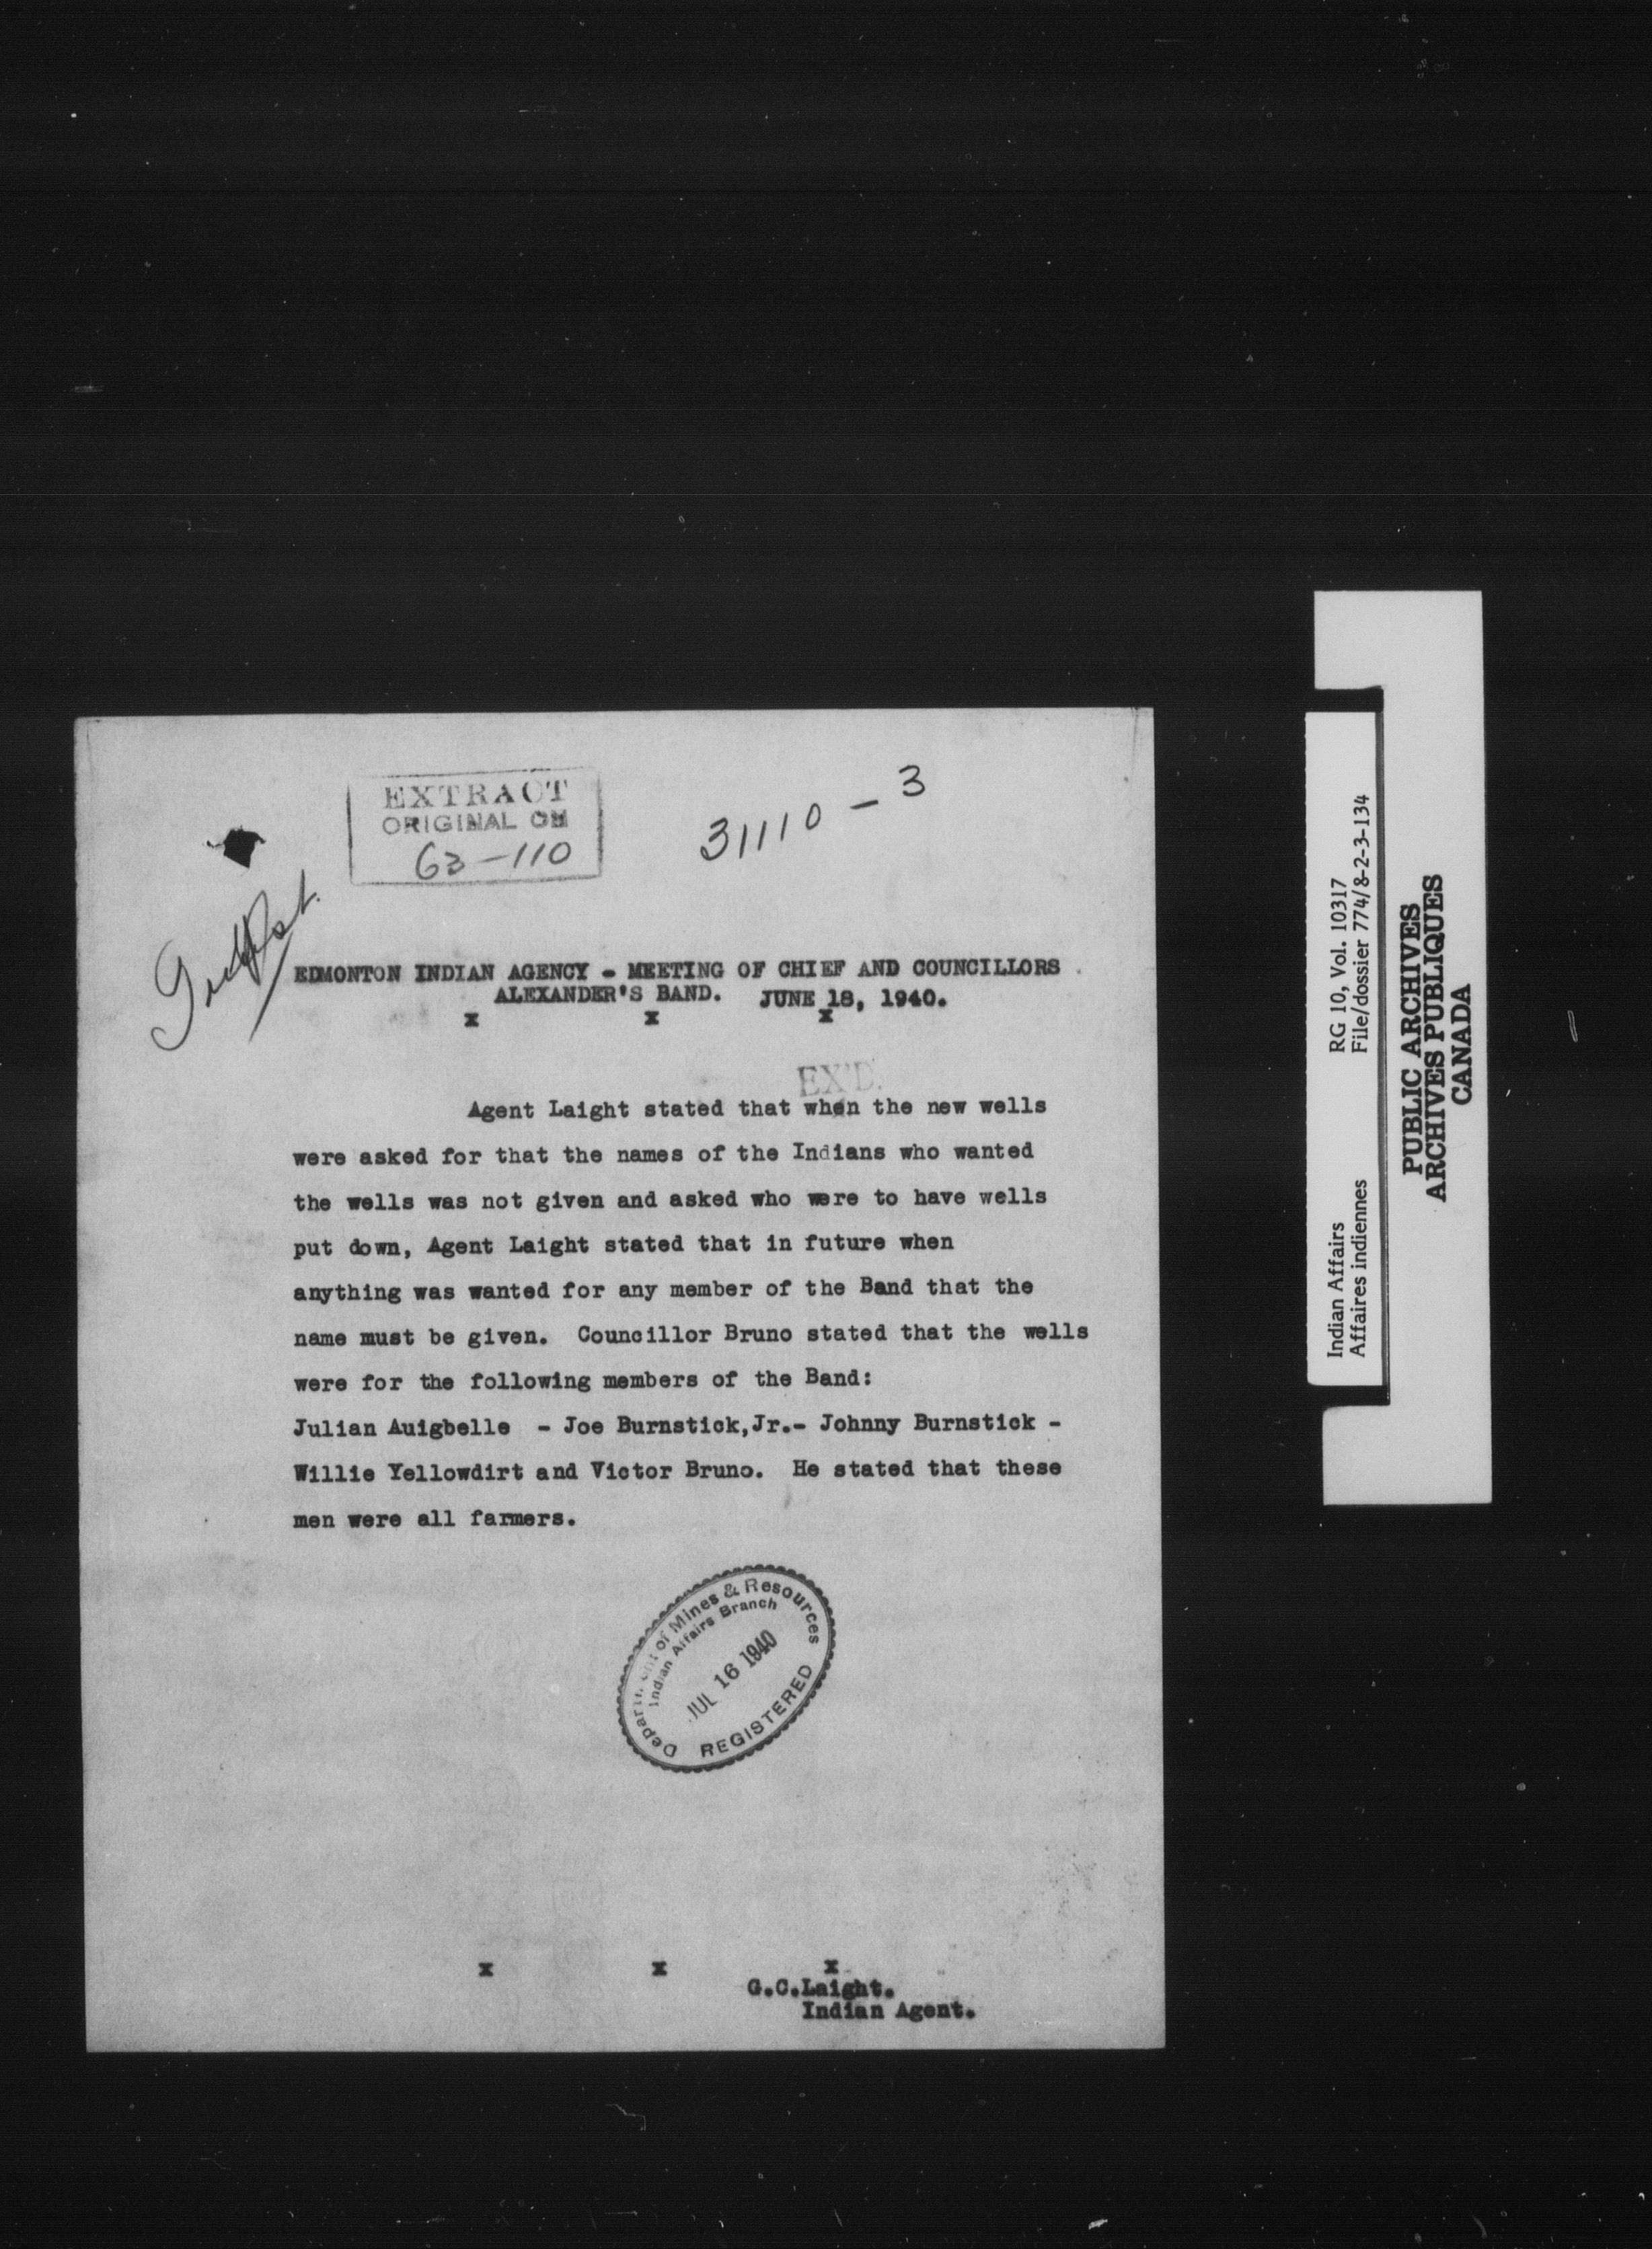 EXTRACT
ORIGINAL ON
63-110
31110-3
EDMONTON INDIAN AGENCY - MEETING OF CHIEF AND COUNCILLORS
ALEXANDER'S BAND. JUNE 18, 1940.
x x x
EX'D.
Agent Laight stated that when the new wells
were asked for that the names of the Indians who wanted
the wells was not given and asked who were to have wells
put down, Agent Laight stated that in future when
anything was wanted for any member of the Band that the
name must be given. Councillor Bruno stated that the wells
were for the following members of the Band:
Julian Auigbelle - Joe Burnstick,Jr.- Johnny Burnstick -
Willie Yellowdirt and Victor Bruno. He stated that these
men were all farmers.
Department of Mines & Resources
Indian Affairs Branch
JUL 16 1940
REGISTERED
x x x
G.C.Laight.
Indian Agent.
Indian Affairs RG 10, Vol. 10317
Affaires indiennes File/dossier 774/8-2-3-134
PUBLIC ARCHIVES
ARCHIVES PUBLIQUES
CANADA